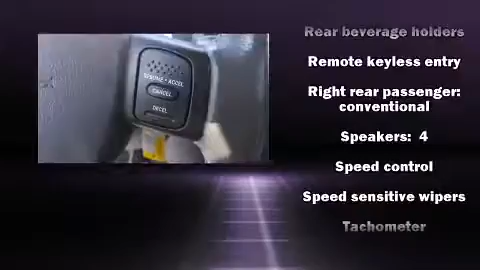 RESUME • ACCEL
CANCEL
DECEL
Rear beverage holders
Remote keyless entry
Right rear passenger:
conventional
Speakers: 4
Speed control
Speed sensitive wipers
Tachometer